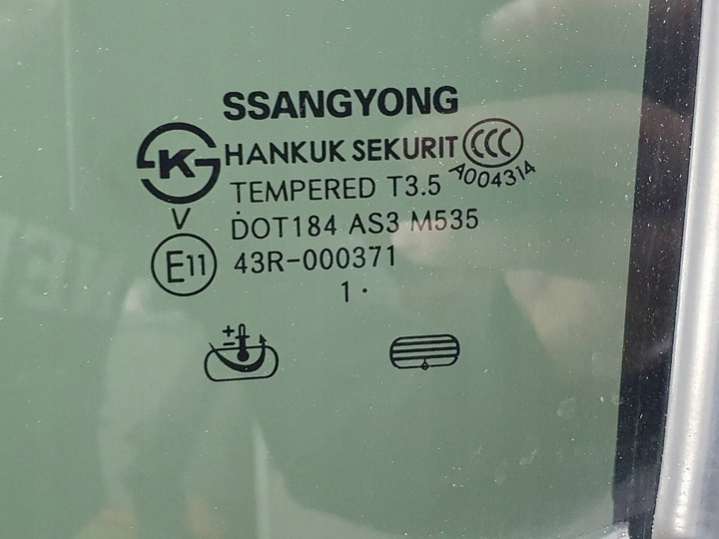 SSANGYONG
HANKUK SEKURIT CCC
K
TEMPERED T3.5 A004314
V DOT184 AS3 M535
E11 43R-000371
1 .
+
-